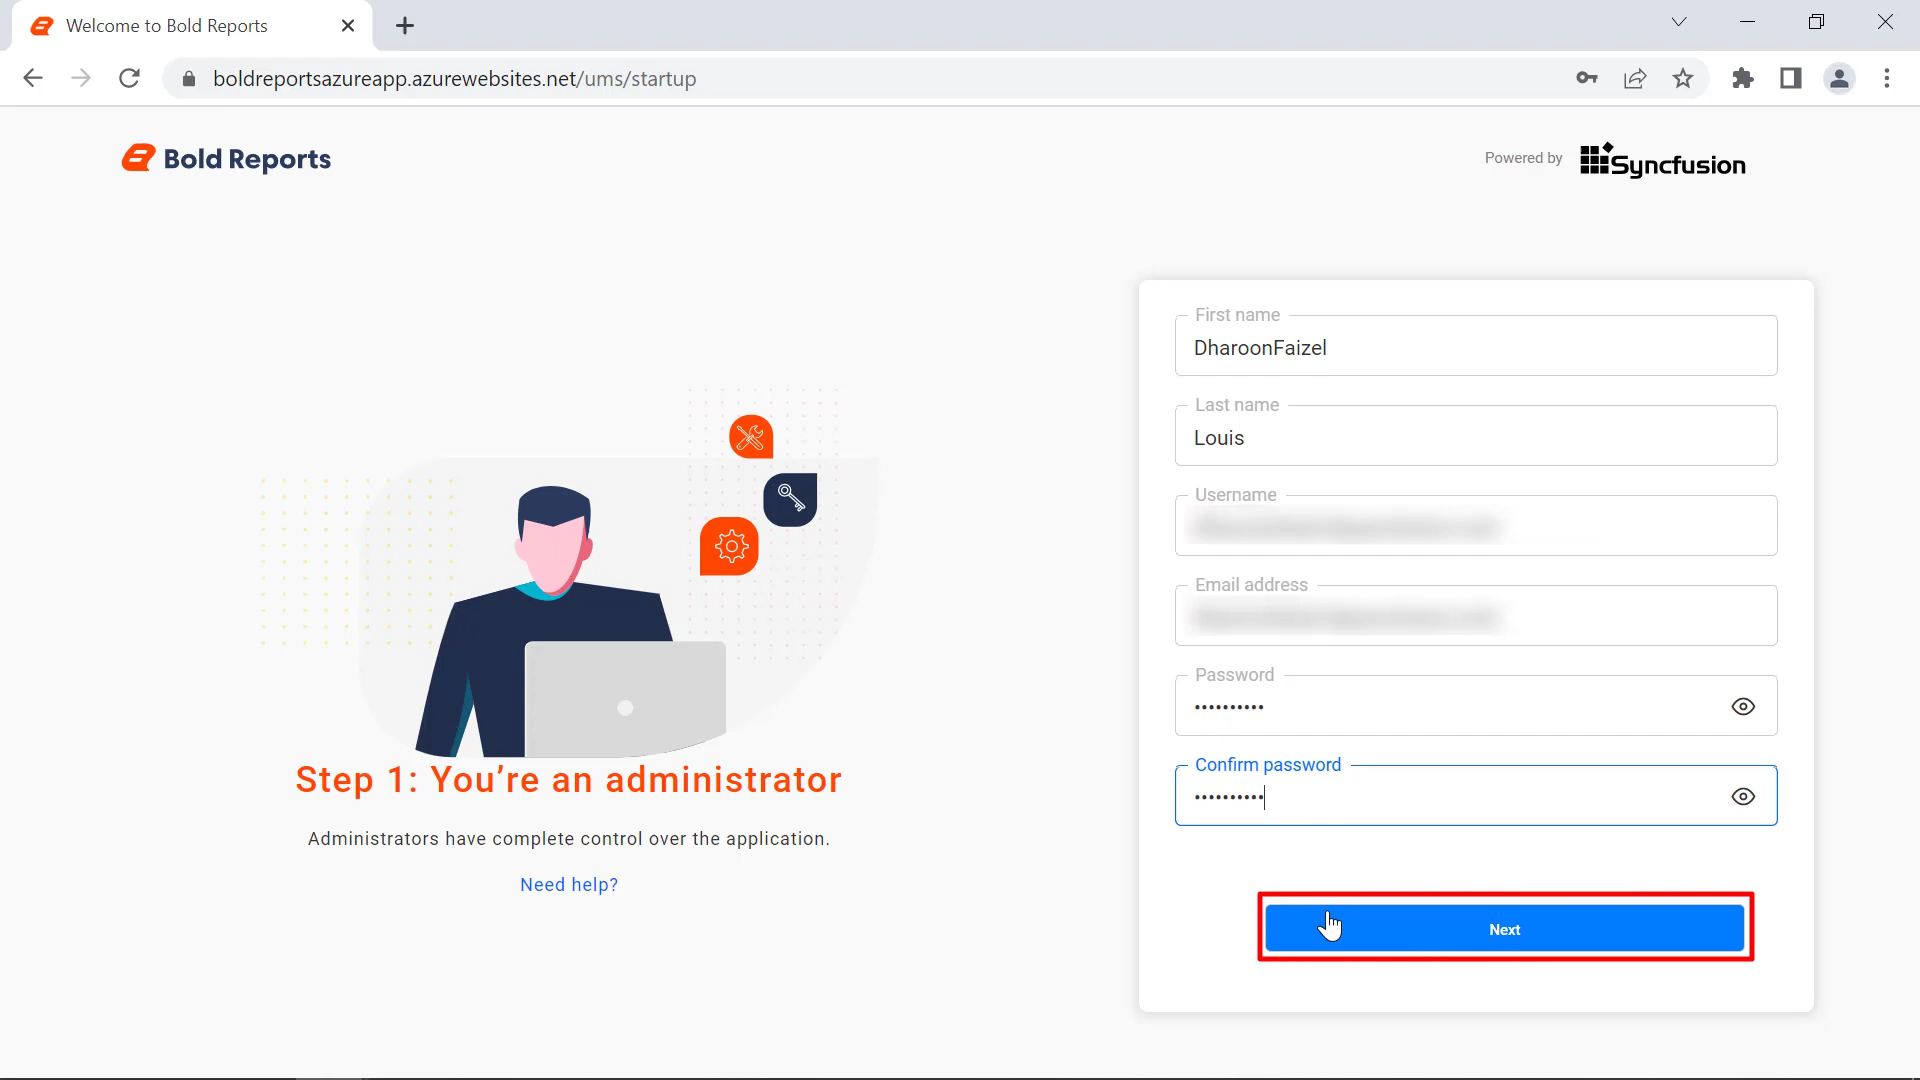 Welcome to Bold Reports
boldreportsazureapp.azurewebsites.net/ums/startup
Bold Reports
Powered by Syncfusion
First name
DharoonFaizel
Last name
Louis
Username
Email address
Password
••••••••••
Confirm password
••••••••••
Step 1: You’re an administrator
Administrators have complete control over the application.
Need help?
Next